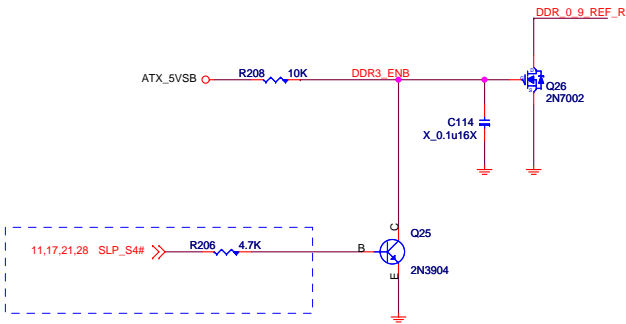 DDR_0_9_REF_R
ATX_5VSB
R208
10K
DDR3_ENB
Q26
2N7002
C114
X_0.1u16X
C
Q25
11,17,21,28 SLP_S4#
R206
4.7K
B
2N3904
E